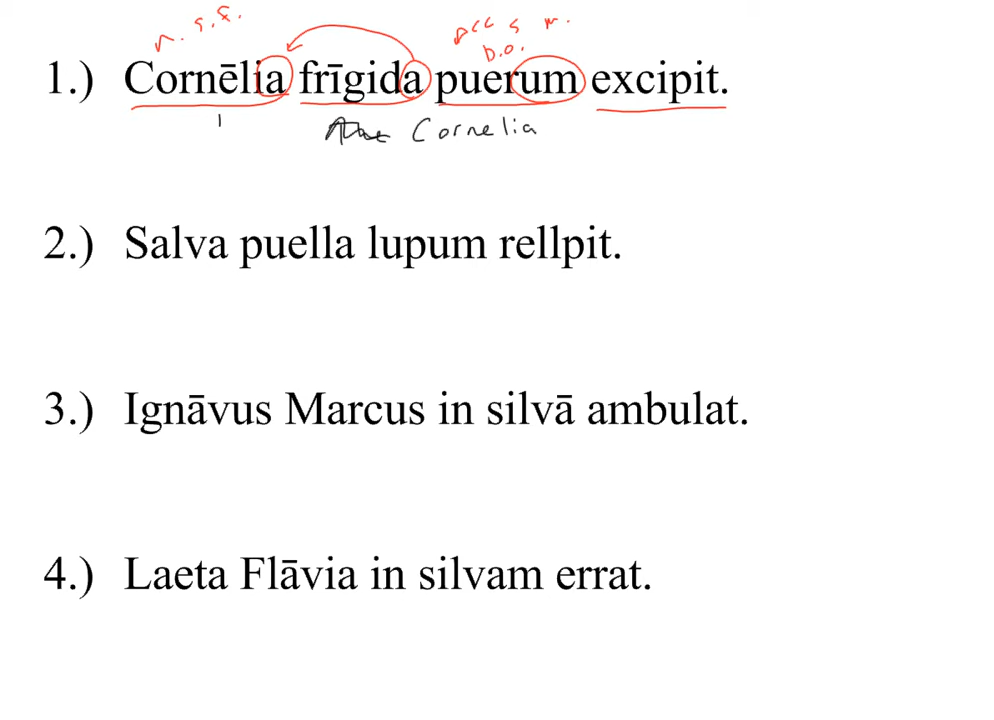 n. s. f. acc s m.
D.O.
1.) Cornēlia frīgida puerum excipit.
Cornelia
2.) Salva puella lupum rellpit.
3.) Ignāvus Marcus in silvā ambulat.
4.) Laeta Flāvia in silvam errat.